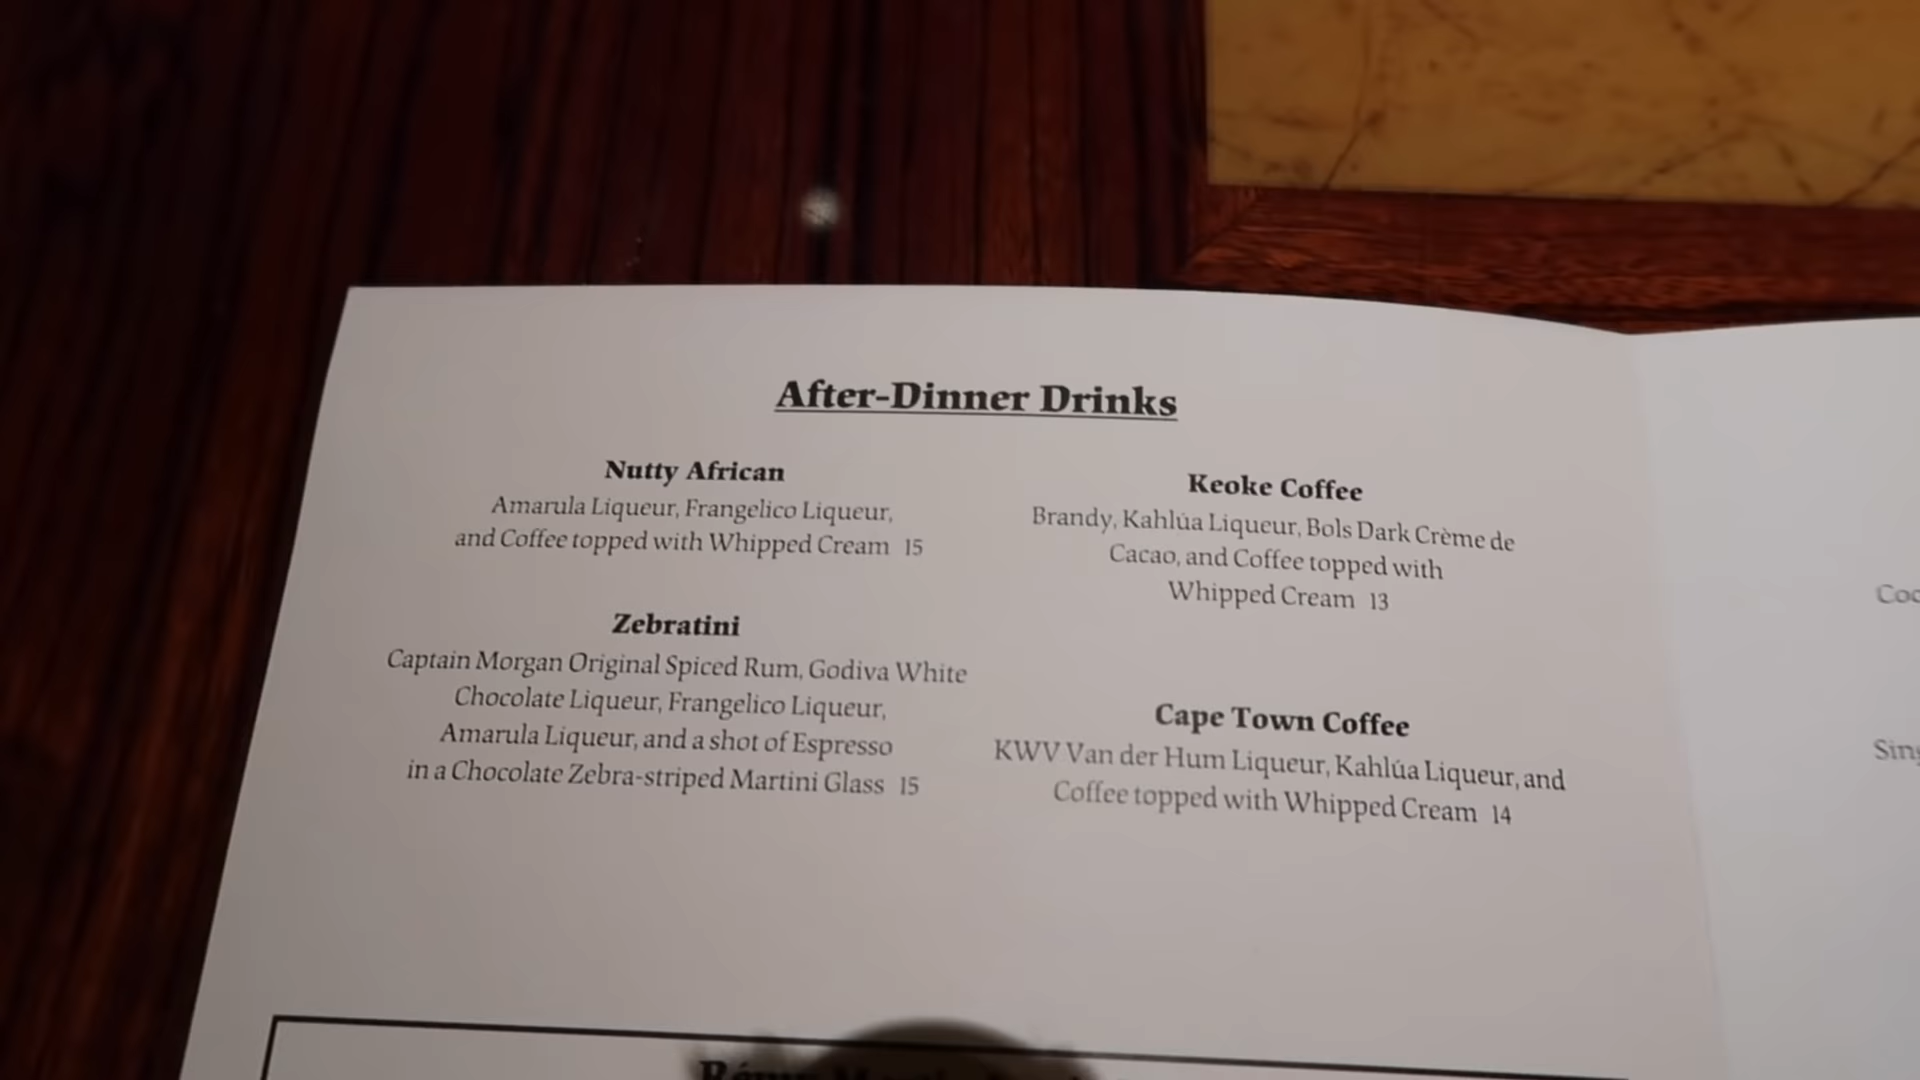 After-Dinner Drinks
Nutty African
Amarula Liqueur, Frangelico Liqueur,
and Coffee topped with Whipped Cream 15
Zebratini
Captain Morgan Original Spiced Rum, Godiva White
Chocolate Liqueur, Frangelico Liqueur,
Amarula Liqueur, and a shot of Espresso
in a Chocolate Zebra-striped Martini Glass 15
Keoke Coffee
Brandy, Kahlúa Liqueur, Bols Dark Crème de
Cacao, and Coffee topped with
Whipped Cream 13
Cape Town Coffee
KWV Van der Hum Liqueur, Kahlúa Liqueur, and
Coffee topped with Whipped Cream 14